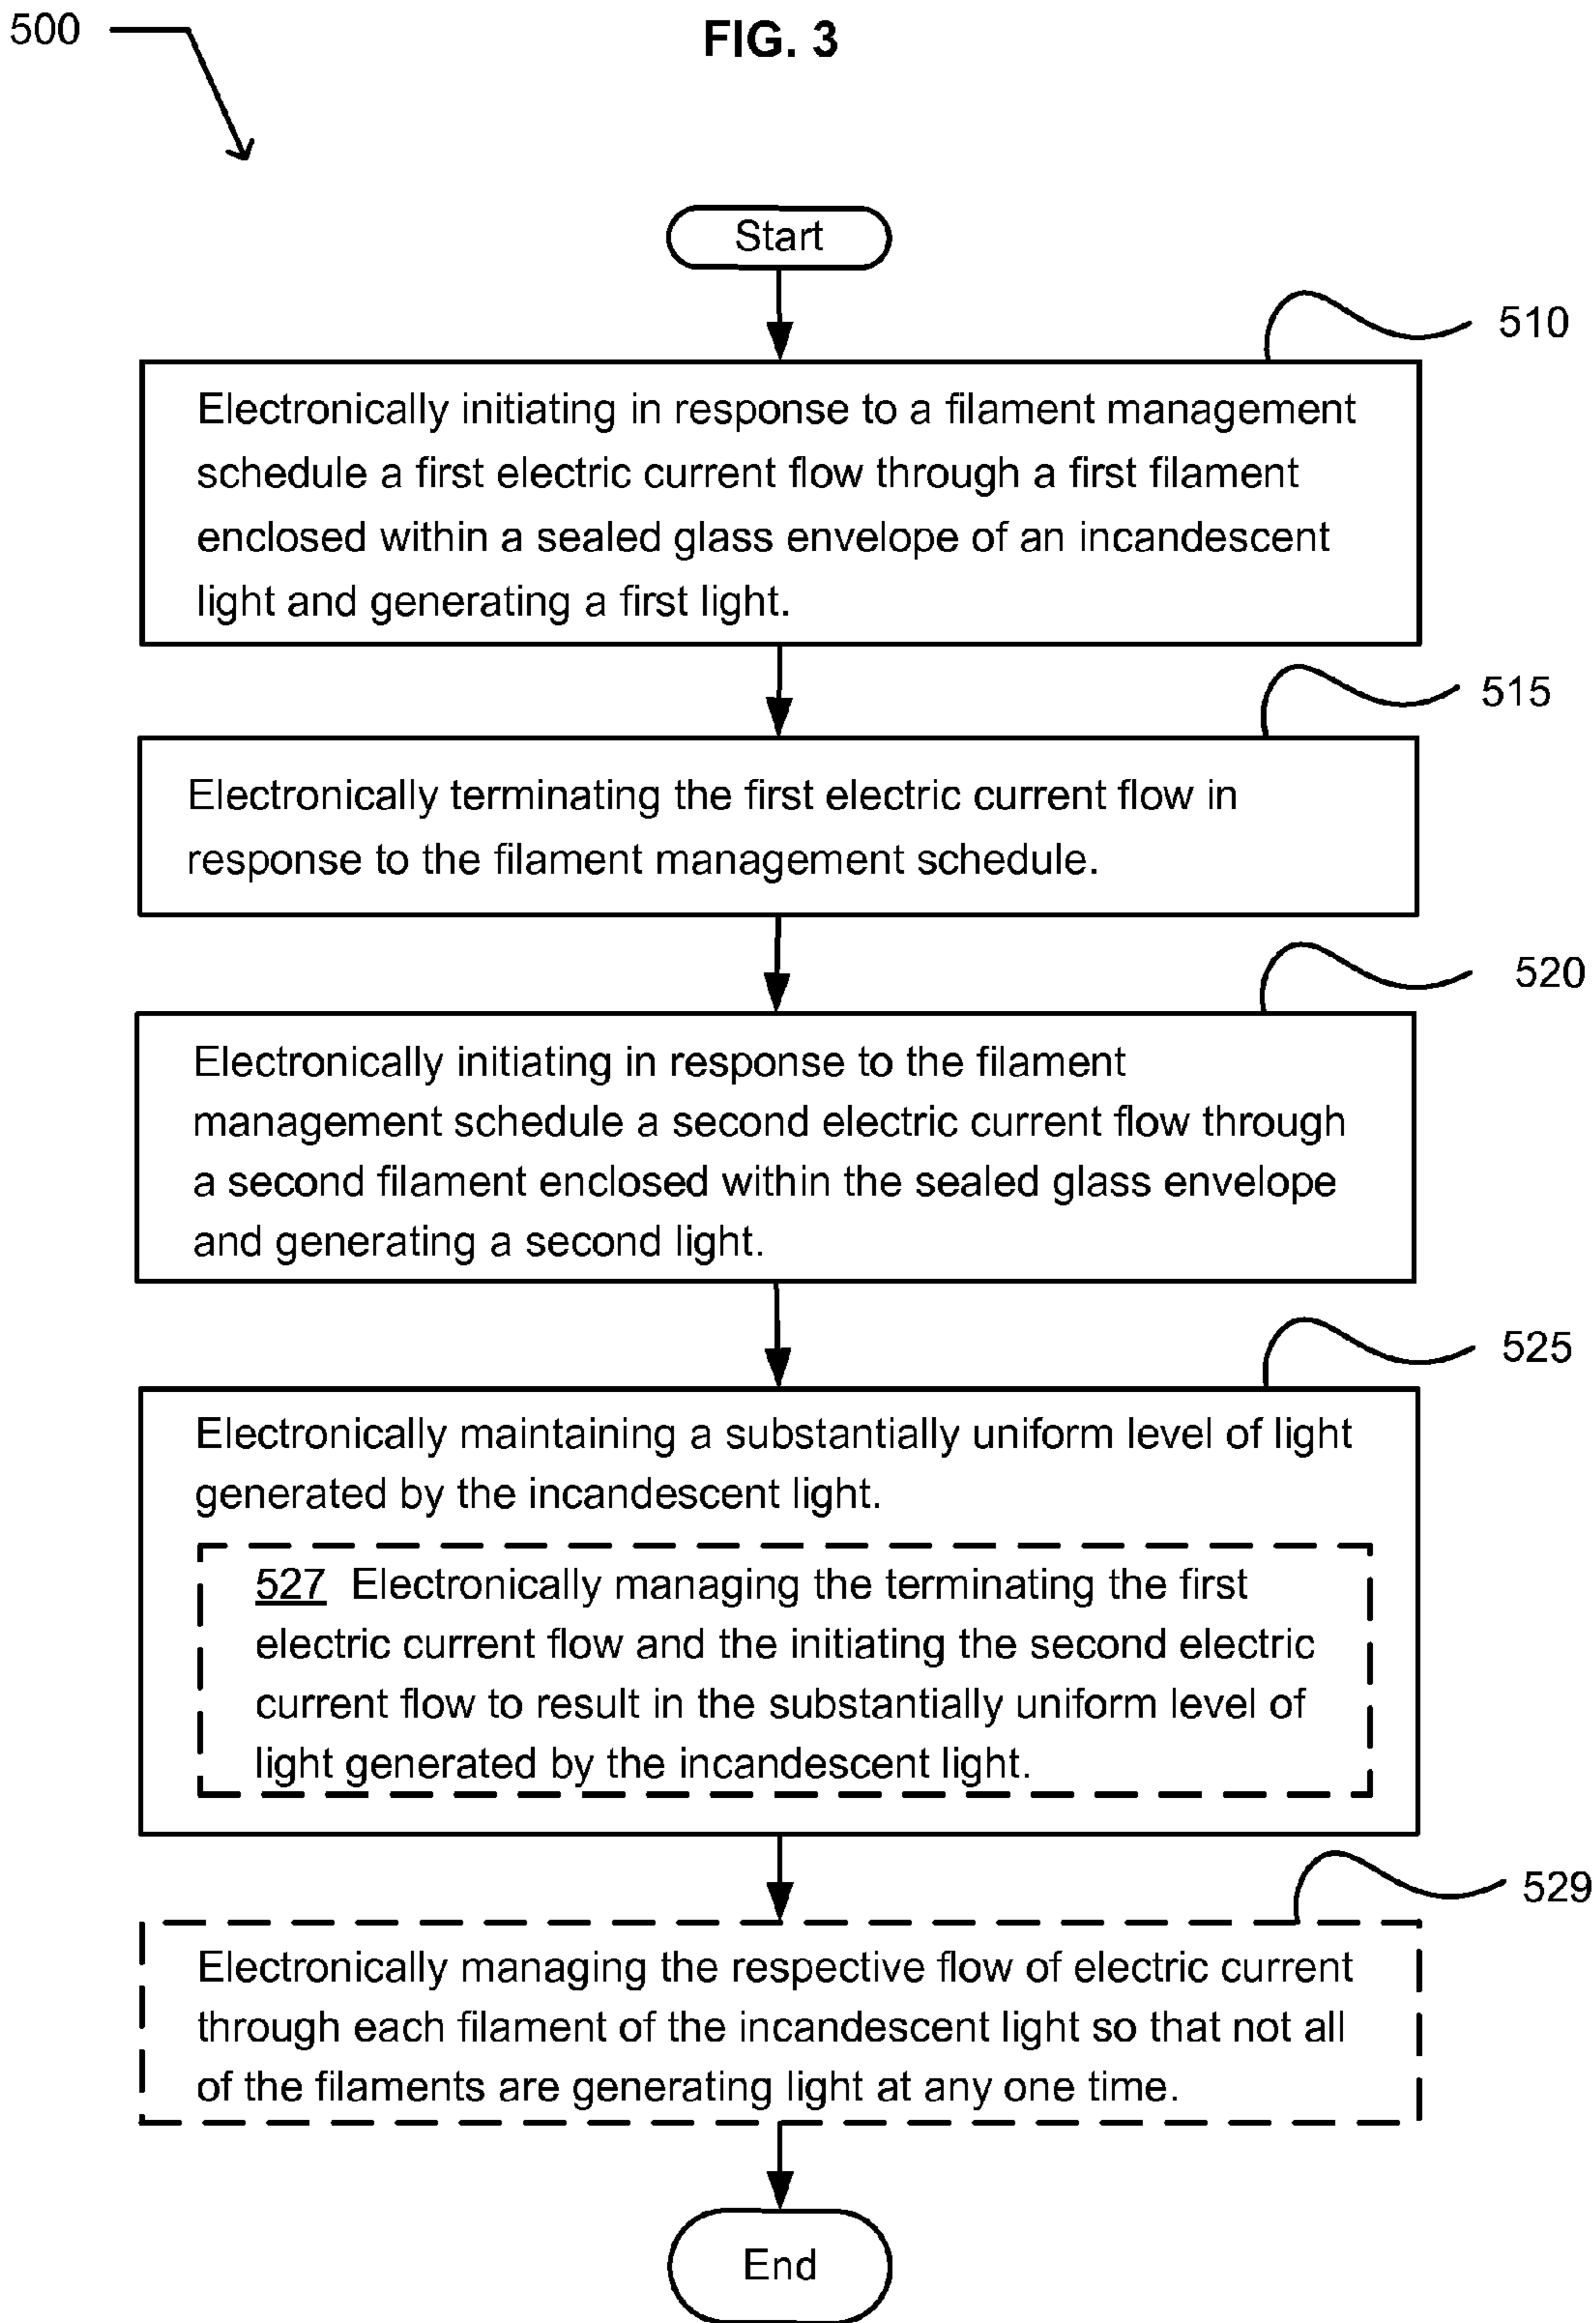 500
FIG. 3
Start
510
Electronically initiating in response to a filament management
schedule a first electric current flow through a first filament
enclosed within a sealed glass envelope of an incandescent
light and generating a first light.
515
Electronically terminating the first electric current flow in
response to the filament management schedule.
520
Electronically initiating in response to the filament
management schedule a second electric current flow through
a second filament enclosed within the sealed glass envelope
and generating a second light.
525
Electronically maintaining a substantially uniform level of light
generated by the incandescent light.
527 Electronically managing the terminating the first
electric current flow and the initiating the second electric
current flow to result in the substantially uniform level of
light generated by the incandescent light.
529
Electronically managing the respective flow of electric current
through each filament of the incandescent light so that not all
of the filaments are generating light at any one time.
End